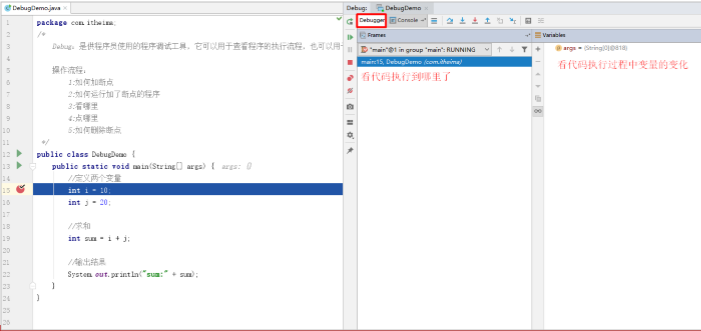 DebugDemo.java
Debug:
DebugDemo
Debugger
Console
Frames
Variables
"main"@1 in group "main": RUNNING
main:15, DebugDemo (com.itheima)
看代码执行到哪里了
args = {String[0]@818}
看代码执行过程中变量的变化
1 package com.itheima;
2 /*
3 Debug：是供程序员使用的程序调试工具，它可以用于查看程序的执行流程，也可以用
4
5 操作流程：
6 1:如何加断点
7 2:如何运行加了断点的程序
8 3:看哪里
9 4:点哪里
10 5:如何删除断点
11 */
12 public class DebugDemo {
13 public static void main(String[] args) { args: {}
14 //定义两个变量
15 int i = 10;
16 int j = 20;
17
18 //求和
19 int sum = i + j;
20
21 //输出结果
22 System.out.println("sum:" + sum);
23 }
24 }
25
26